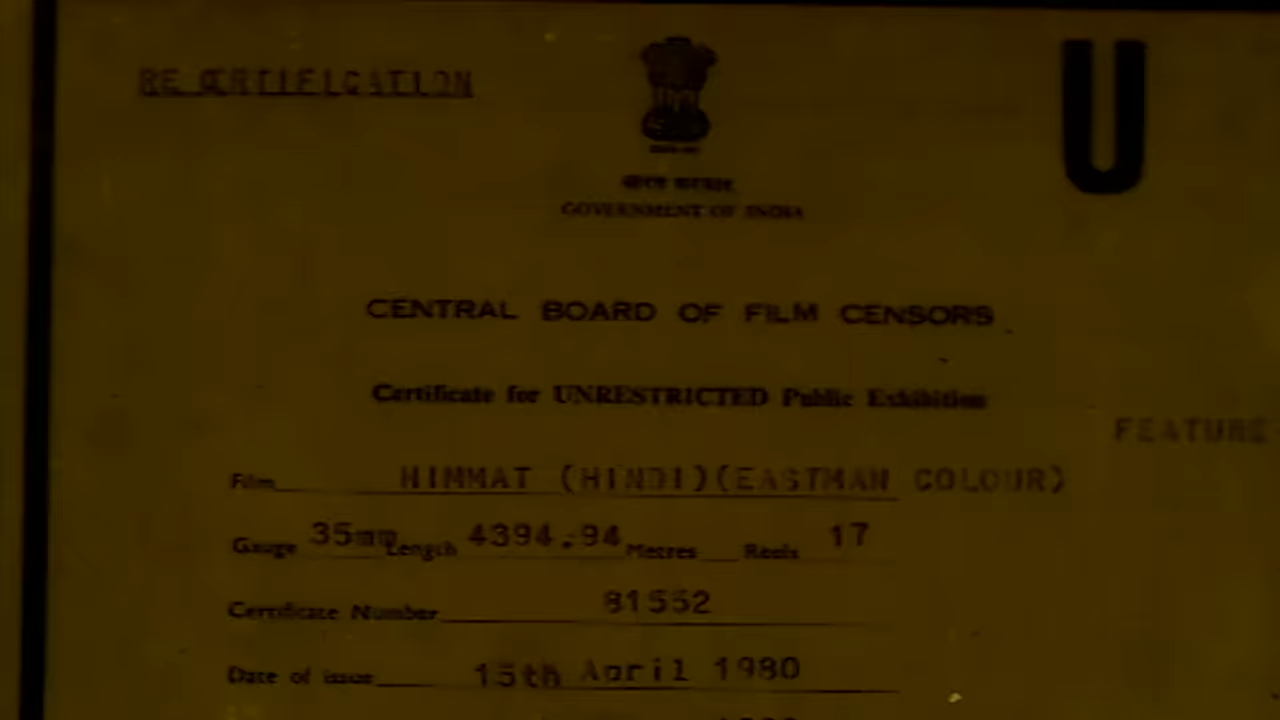 RE CERTIFICATION
U
भारत सरकार
GOVERNMENT OF INDIA
CENTRAL BOARD OF FILM CENSORS
Certificate for UNRESTRICTED Public Exhibition
FEATURE
Film HIMMAT (HINDI)(EASTMAN COLOUR)
Gauge 35mm Length 4394.94 Metres Reels 17
Certificate Number 81552
Date of issue 15th April 1980